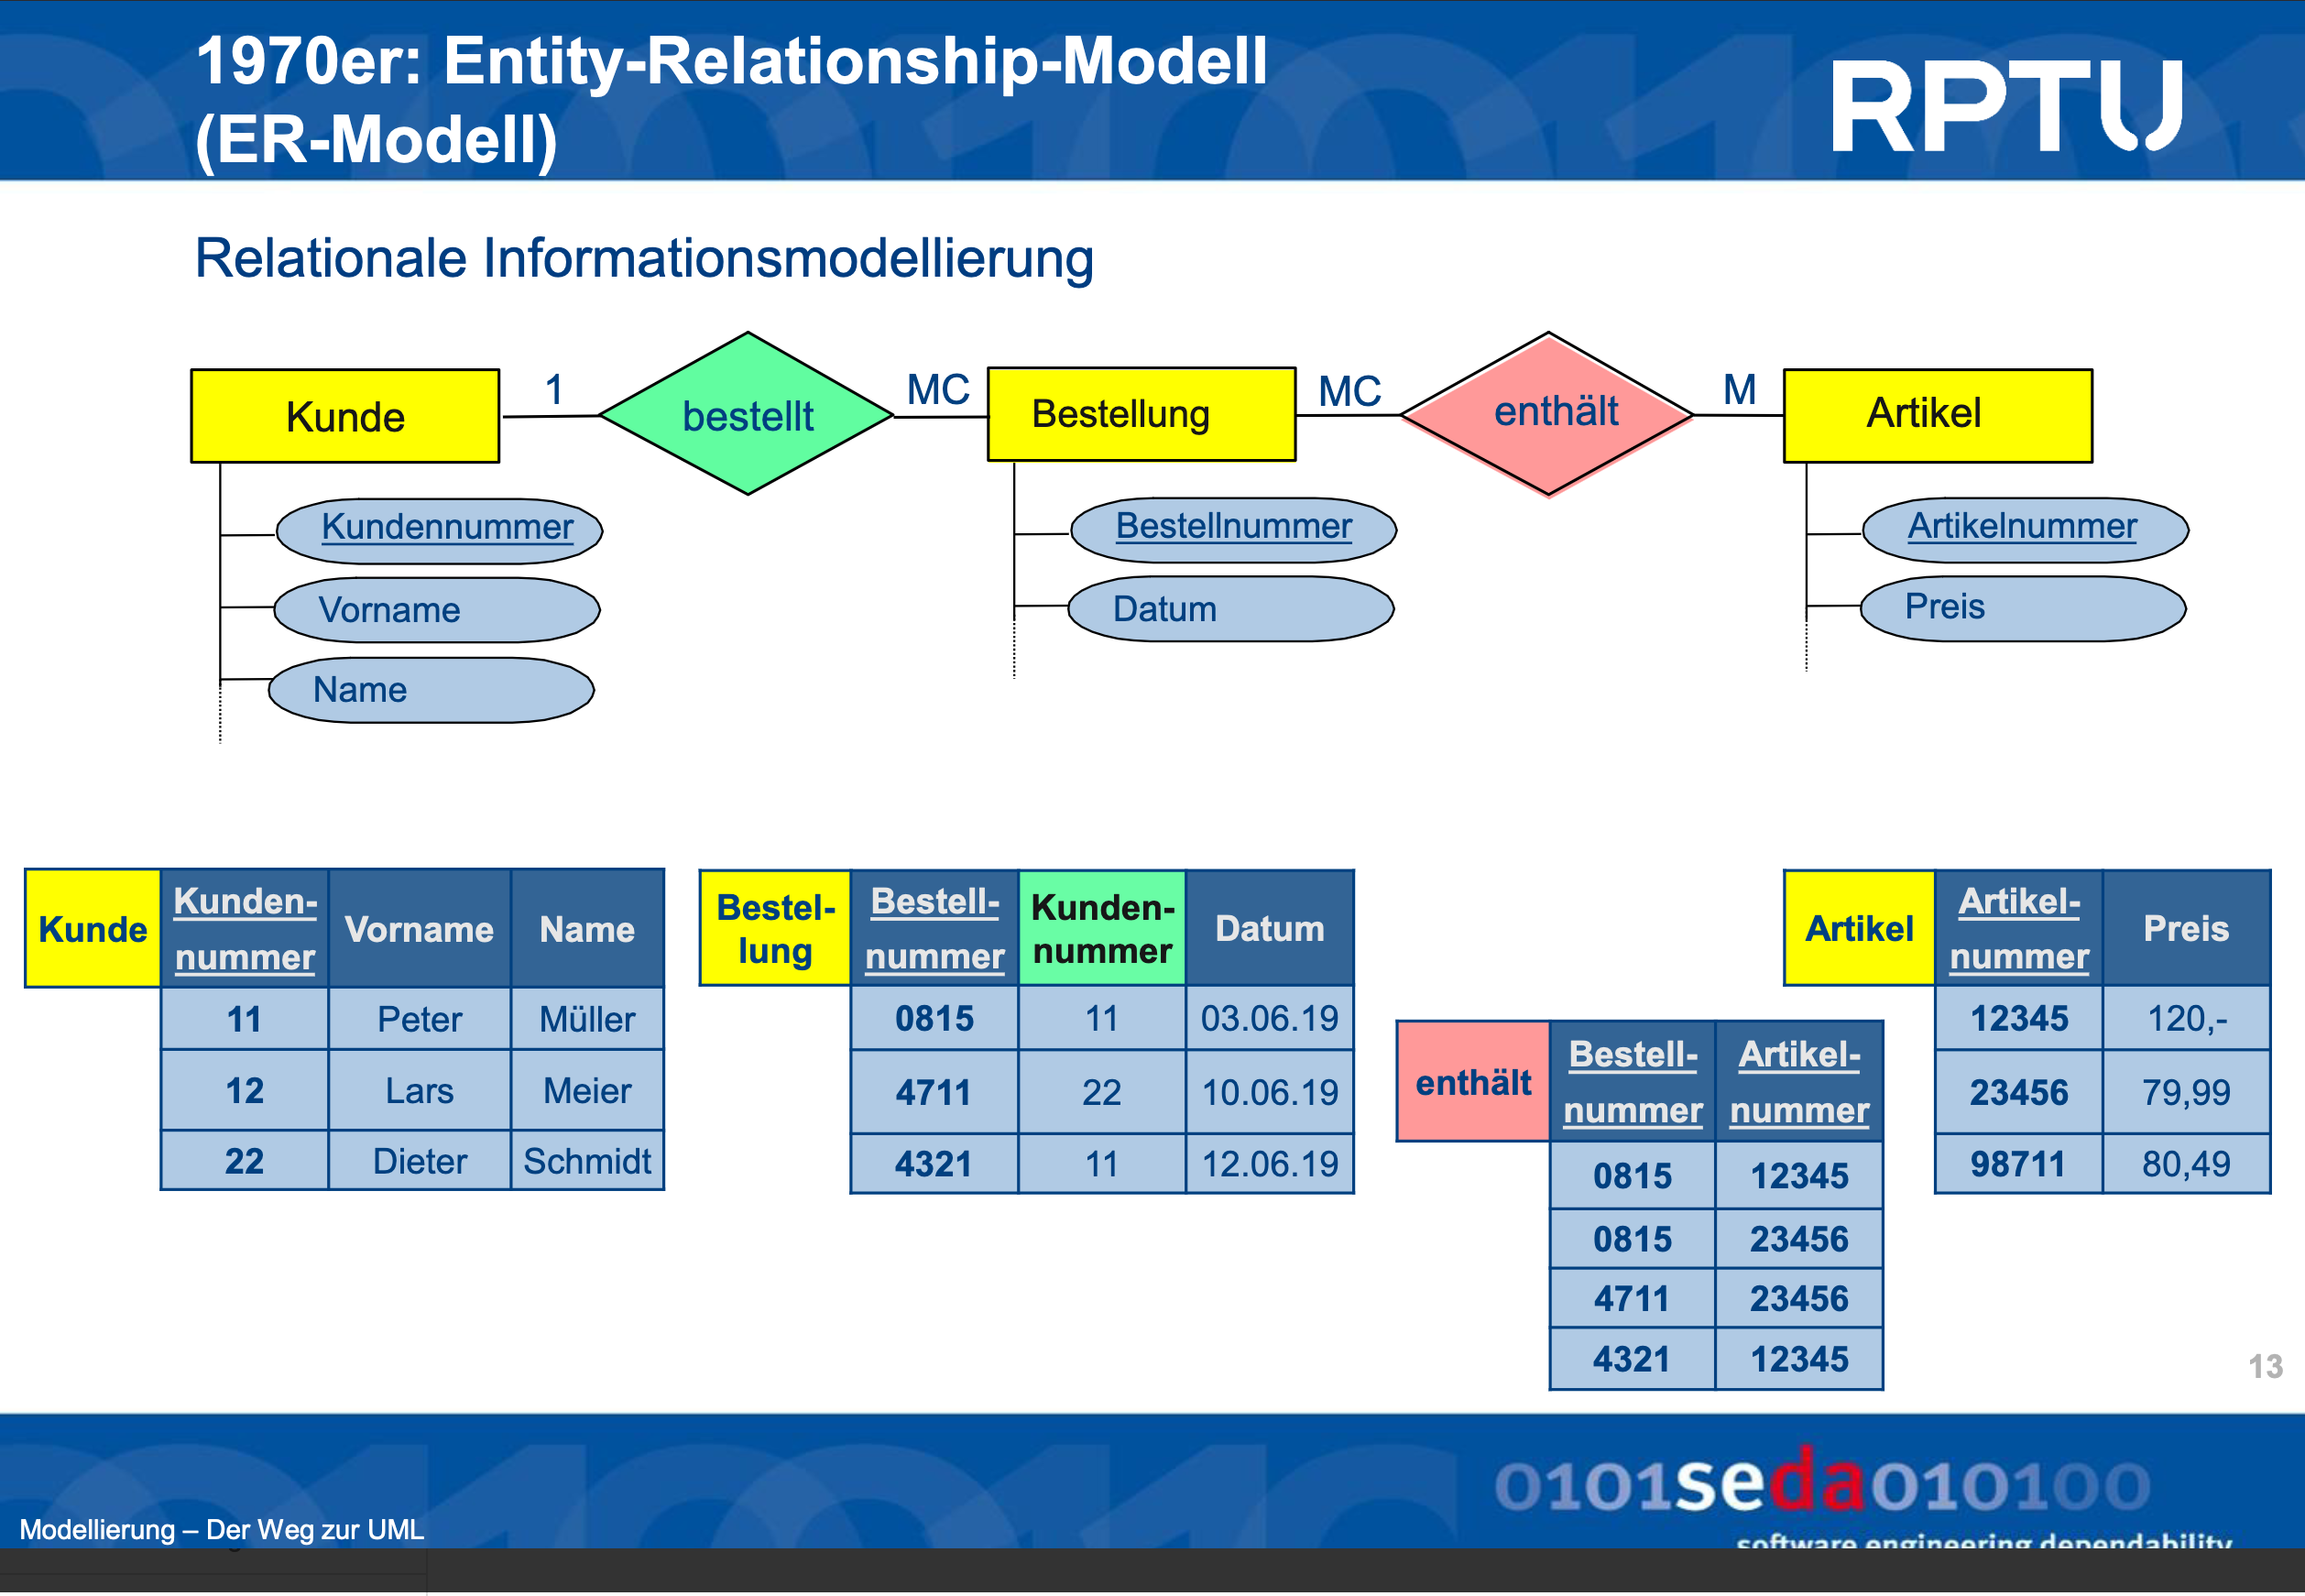 1970er: Entity-Relationship-Modell
(ER-Modell)
RPTU
Relationale Informationsmodellierung
Kunde 1 bestellt MC Bestellung MC enthält M Artikel
Kundennummer Bestellnummer Artikelnummer
Vorname Datum Preis
Name
Kunde
Kunden-
nummer
Vorname Name
11 Peter Müller
12 Lars Meier
22 Dieter Schmidt
Bestel-
lung
Bestell-
nummer
Kunden-
nummer
Datum
0815 11 03.06.19
4711 22 10.06.19
4321 11 12.06.19
enthält
Bestell-
nummer
Artikel-
nummer
0815 12345
0815 23456
4711 23456
4321 12345
Artikel
Artikel-
nummer
Preis
12345 120,-
23456 79,99
98711 80,49
13
Modellierung – Der Weg zur UML
0101seda010100
software engineering dependability